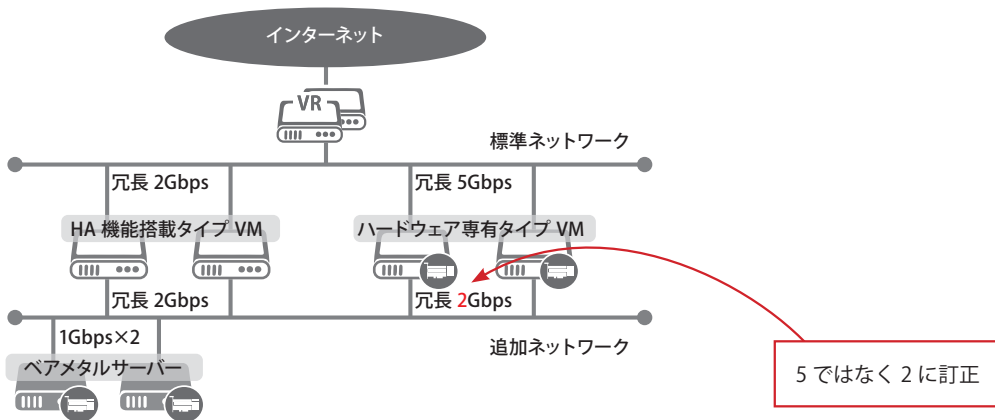 インターネット
VR
標準ネットワーク
冗長 2Gbps
冗長 5Gbps
HA 機能搭載タイプ VM
ハードウェア専有タイプ VM
冗長 2Gbps
冗長 2Gbps
1Gbps×2
追加ネットワーク
ベアメタルサーバー
5 ではなく 2 に訂正